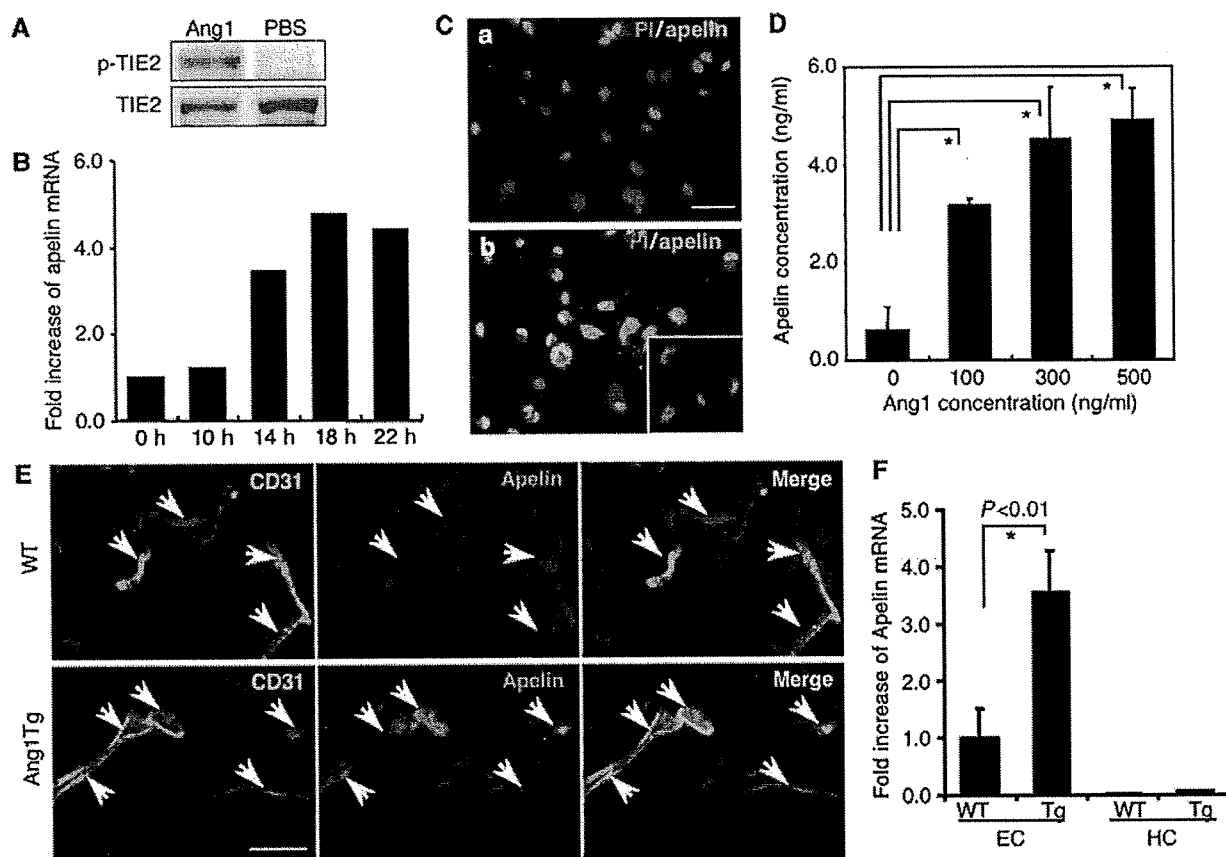 A
Ang1 PBS
p-TIE2
TIE2
B
Fold increase of apelin mRNA
6.0
4.0
2.0
0.0
0 h 10 h 14 h 18 h 22 h
C
a
PI/apelin
b
PI/apelin
D
Apelin concentration (ng/ml)
6.0
4.0
2.0
0.0
* * *
0 100 300 500
Ang1 concentration (ng/ml)
E
CD31 Apelin Merge
WT
CD31 Apelin Merge
Ang1Tg
F
Fold increase of Apelin mRNA
5.0
4.0
3.0
2.0
1.0
0.0
P<0.01
*
WT Tg WT Tg
EC HC